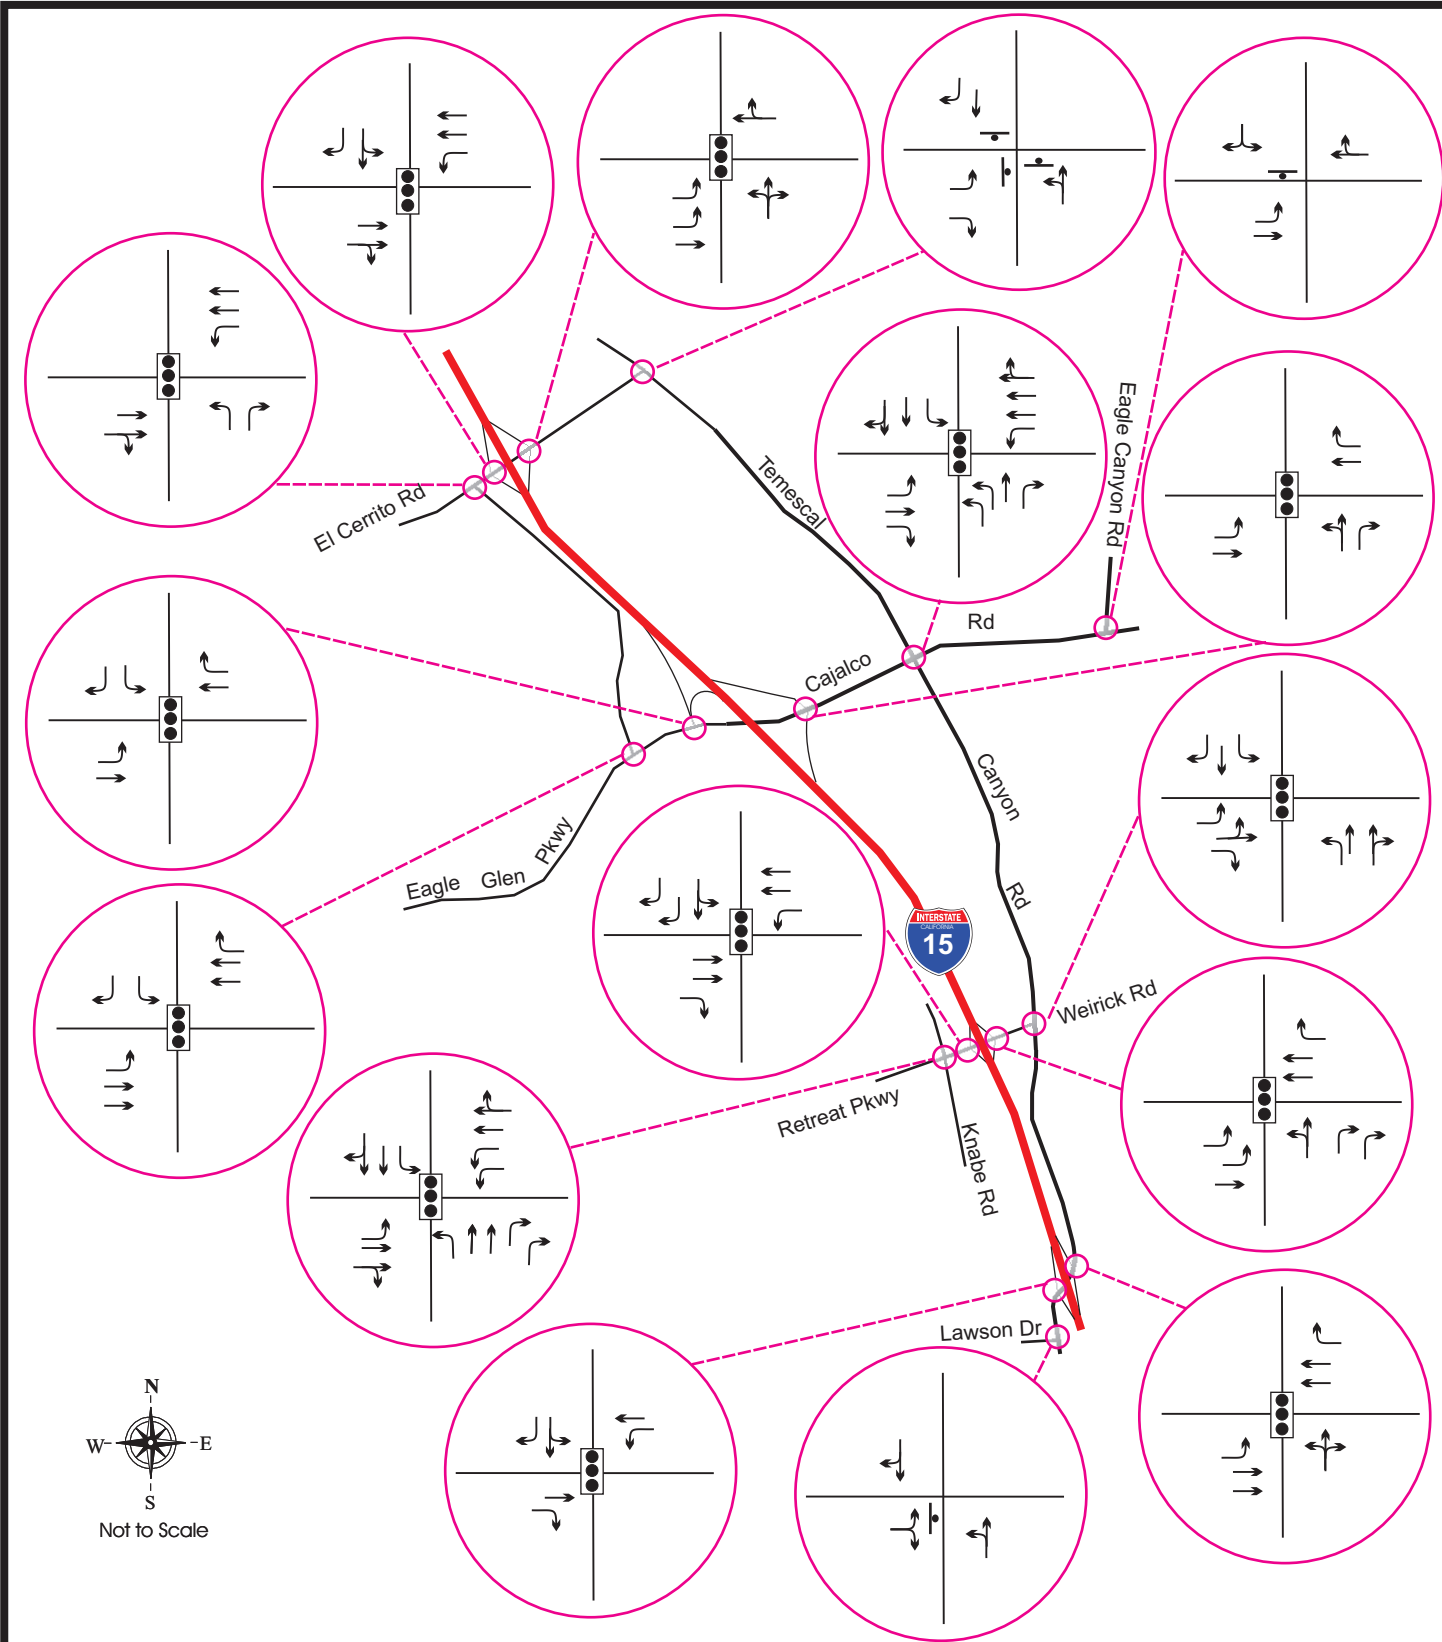 El Cerrito Rd
Temescal
Eagle Canyon Rd
Rd
Cajalco
Canyon
Rd
Eagle Glen Pkwy
INTERSTATE
CALIFORNIA
15
Weirick Rd
Retreat Pkwy
Knabe Rd
Lawson Dr
N
W E
S
Not to Scale